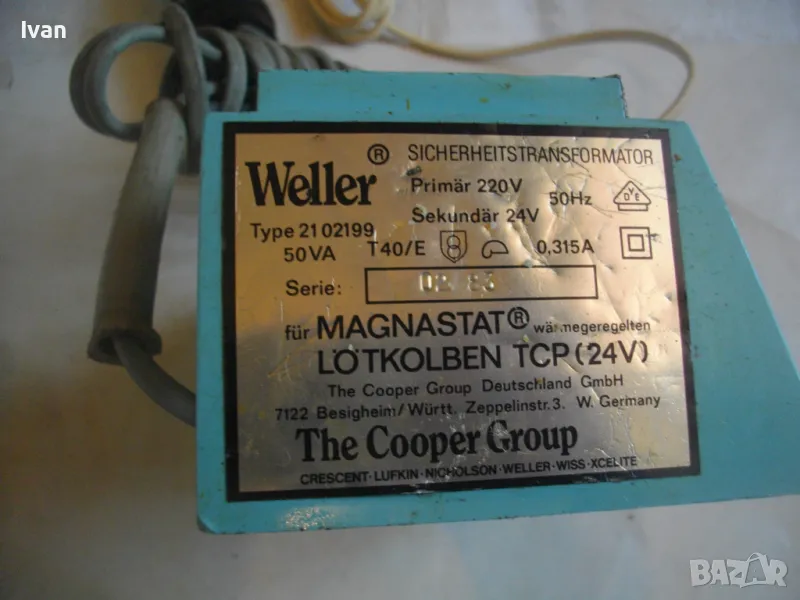 Ivan
Weller ®
SICHERHEITSTRANSFORMATOR
Primär 220V
50Hz
Sekundär 24V
Type 21 02199
50VA
T40/E
0,315A
Serie:
für MAGNASTAT® wärmegeregelten
LÖTKOLBEN TCP(24V)
The Cooper Group Deutschland GmbH
7122 Besigheim/Württ. Zeppelinstr. 3. W. Germany
The Cooper Group
CRESCENT·LUFKIN·NICHOLSON·WELLER·WISS·XCELITE
BAZAR